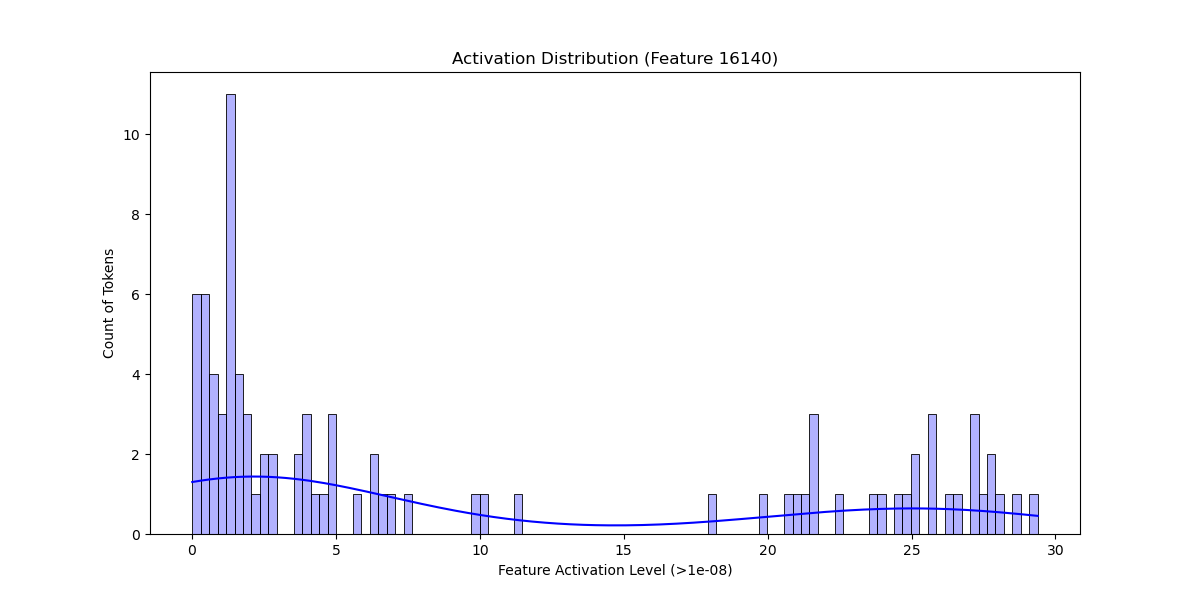 Activation Distribution (Feature 16140)
10
8
6
4
2
0
Count of Tokens
0 5 10 15 20 25 30
Feature Activation Level (>1e-08)